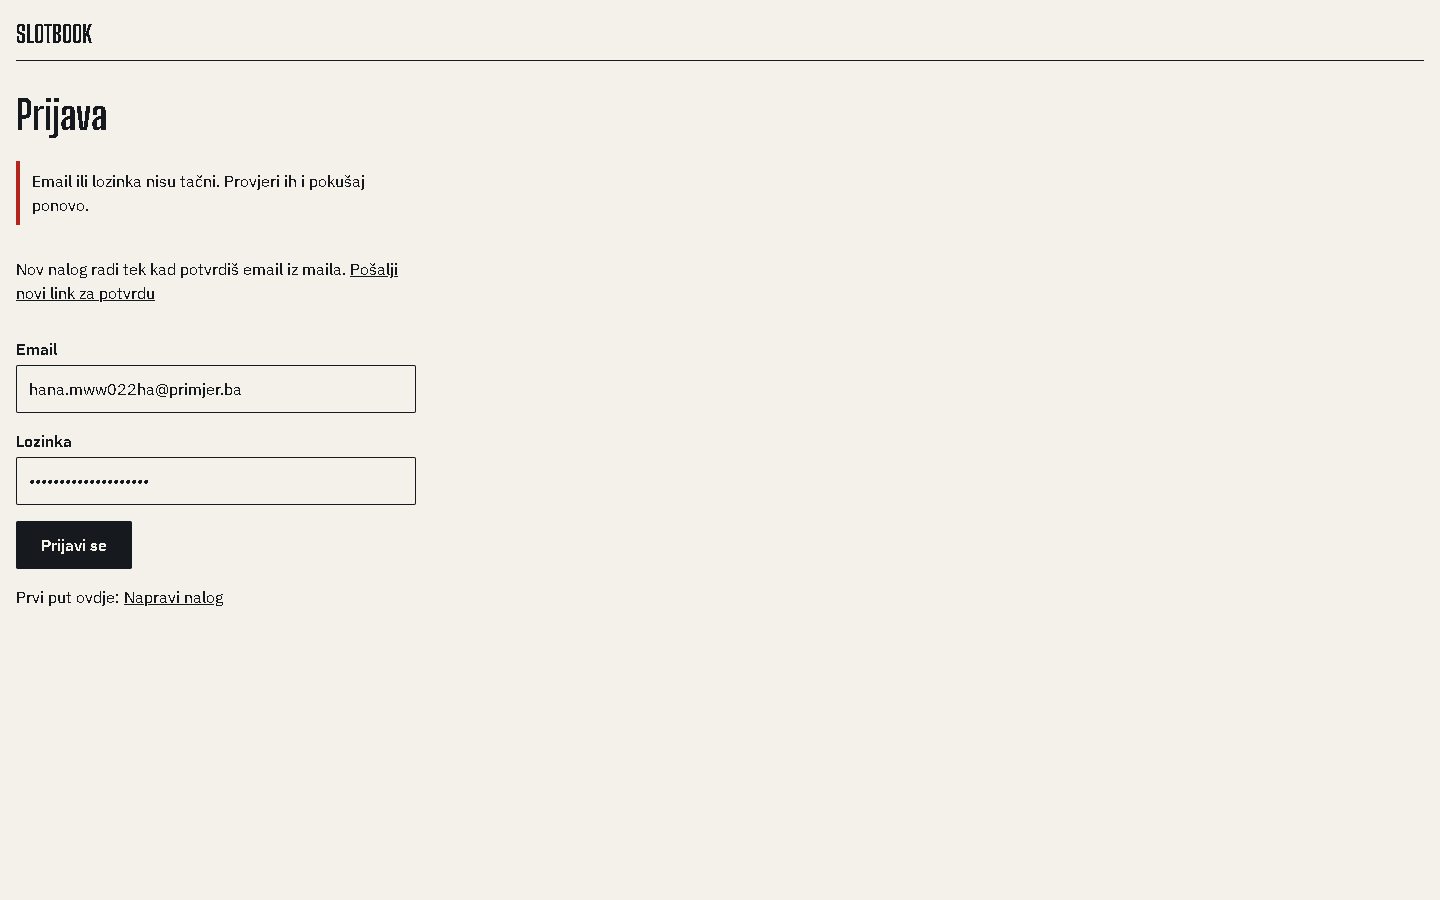 SLOTBOOK
Prijava
Email ili lozinka nisu tačni. Provjeri ih i pokušaj
ponovo.
Nov nalog radi tek kad potvrdiš email iz maila. Pošalji
novi link za potvrdu
Email
hana.mww022ha@primjer.ba
Lozinka
••••••••••••••••••••
Prijavi se
Prvi put ovdje: Napravi nalog